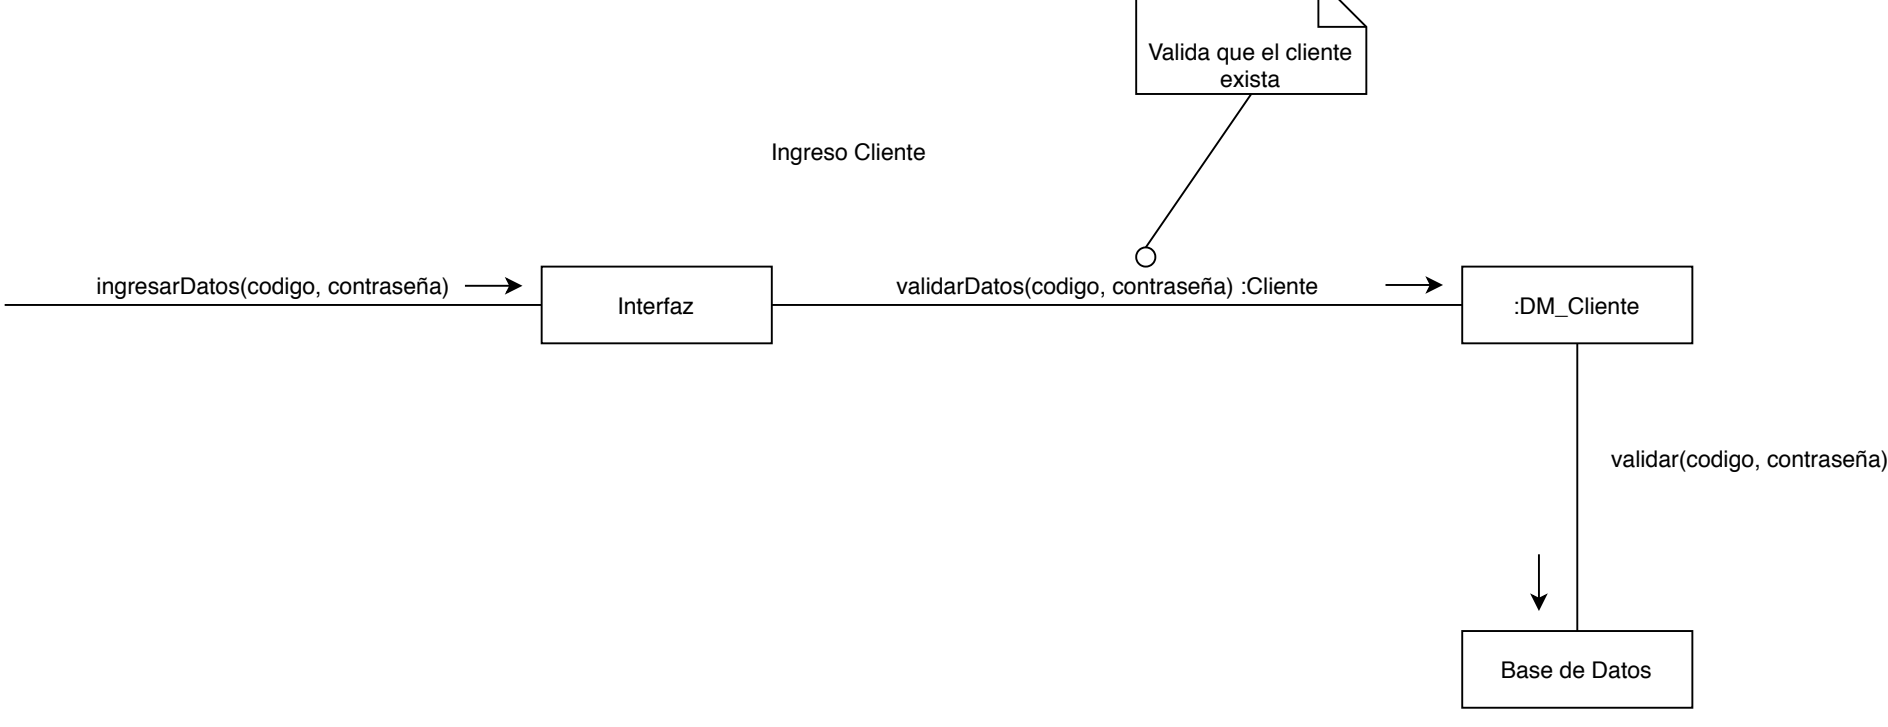 Valida que el cliente
exista
Ingreso Cliente
ingresarDatos(codigo, contraseña)
Interfaz
validarDatos(codigo, contraseña) :Cliente
:DM_Cliente
validar(codigo, contraseña)
Base de Datos